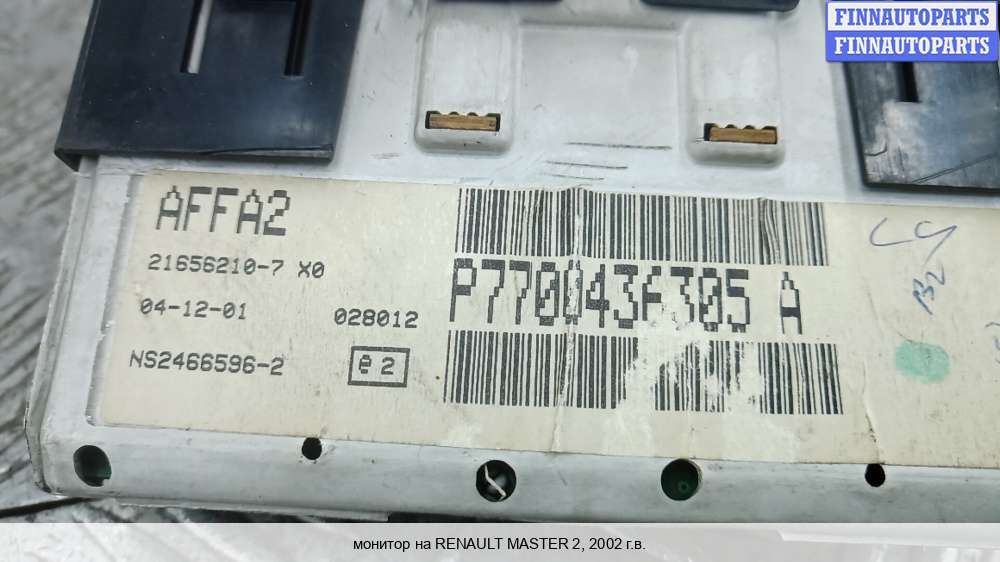 FINNAUTOPARTS
FINNAUTOPARTS
AFFA2
21656210-7 X0
04-12-01
028012
NS2466596-2
e 2
P7700436305 A
монитор на RENAULT MASTER 2, 2002 г.в.